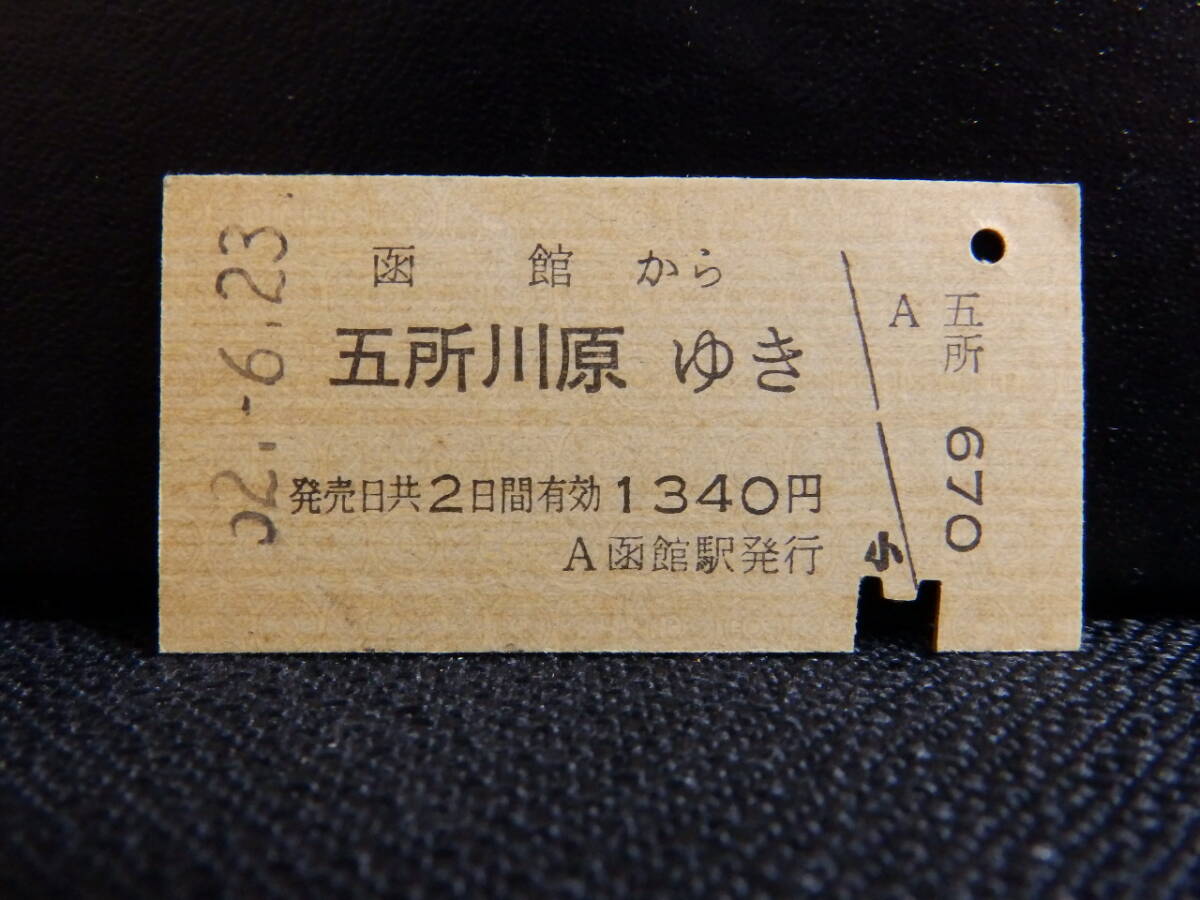 函館から
五所川原 ゆき
発売日共2日間有効 1340円
A函館駅発行
52.-6.23
A 五所
小 670